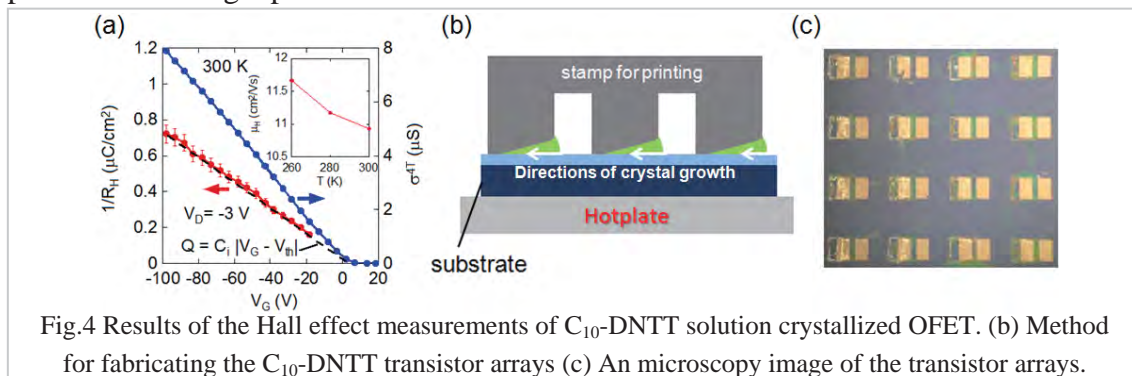 (a)
(b)
(c)
1.2
1
0.8
0.6
0.4
0.2
0
1/R_H (μC/cm²)
300 K
12
11.5
11
10.5
μ_H (cm²/Vs)
260 280 300
T (K)
8
6
4
2
0
σ⁴ᵀ (μS)
V_D= -3 V
Q = C_i |V_G - V_th|
-100 -80 -60 -40 -20 0 20
V_G (V)
stamp for printing
Directions of crystal growth
Hotplate
substrate
Fig.4 Results of the Hall effect measurements of C₁₀-DNTT solution crystallized OFET. (b) Method
for fabricating the C₁₀-DNTT transistor arrays (c) An microscopy image of the transistor arrays.